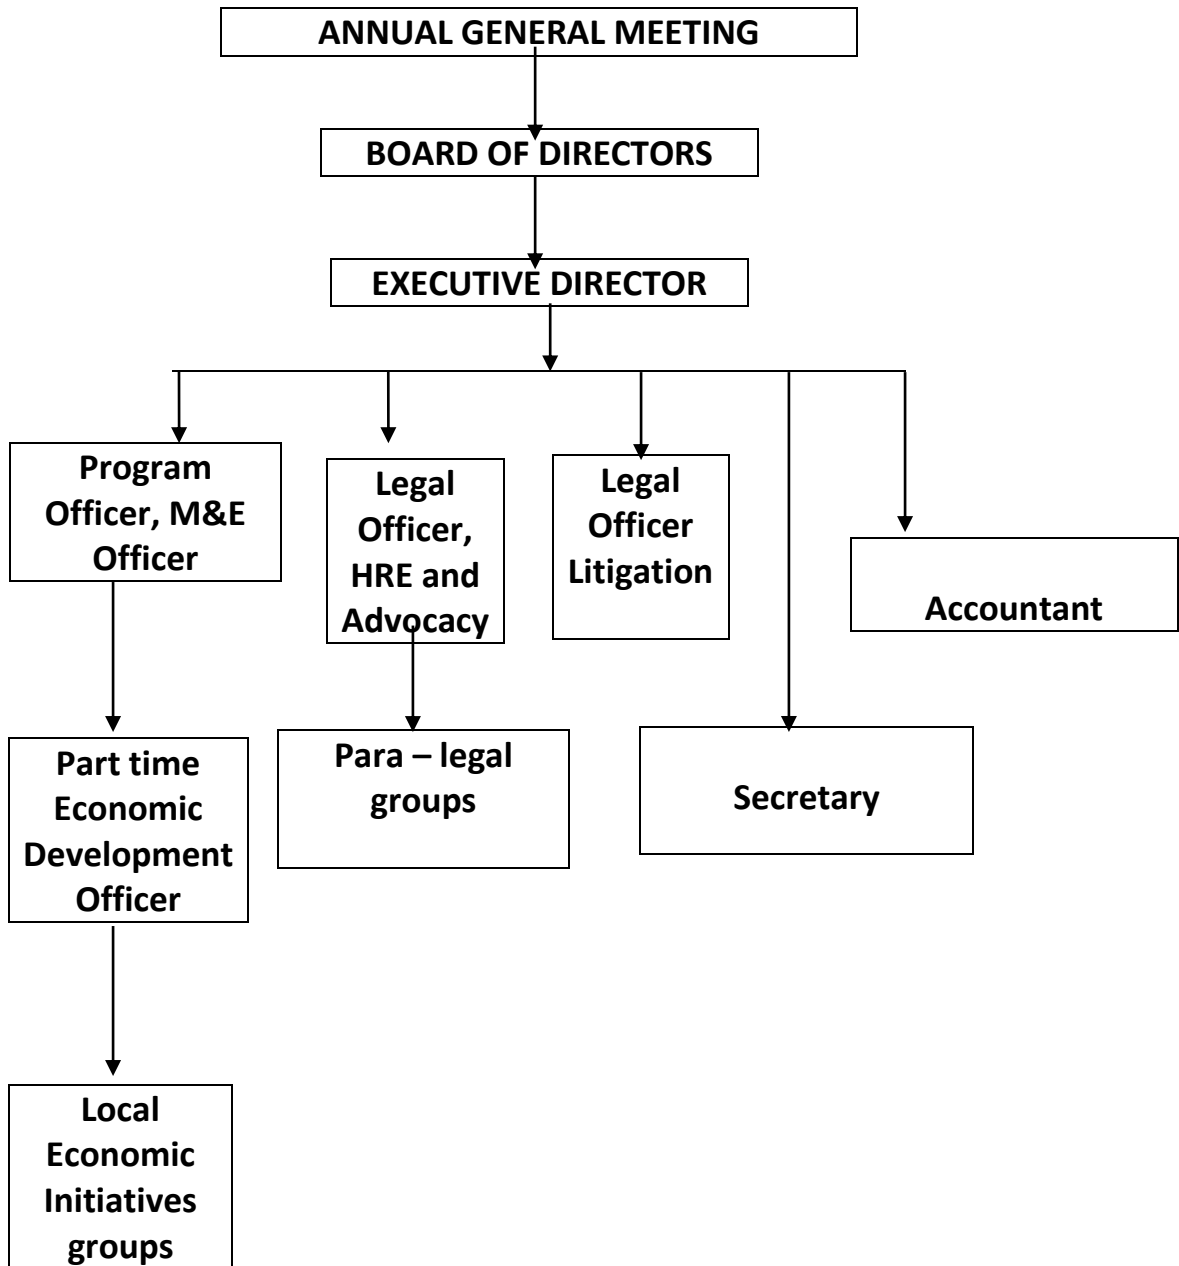 ANNUAL GENERAL MEETING
BOARD OF DIRECTORS
EXECUTIVE DIRECTOR
Program
Officer, M&E
Officer
Legal
Officer,
HRE and
Advocacy
Legal
Officer
Litigation
Accountant
Part time
Economic
Development
Officer
Para – legal
groups
Secretary
Local
Economic
Initiatives
groups